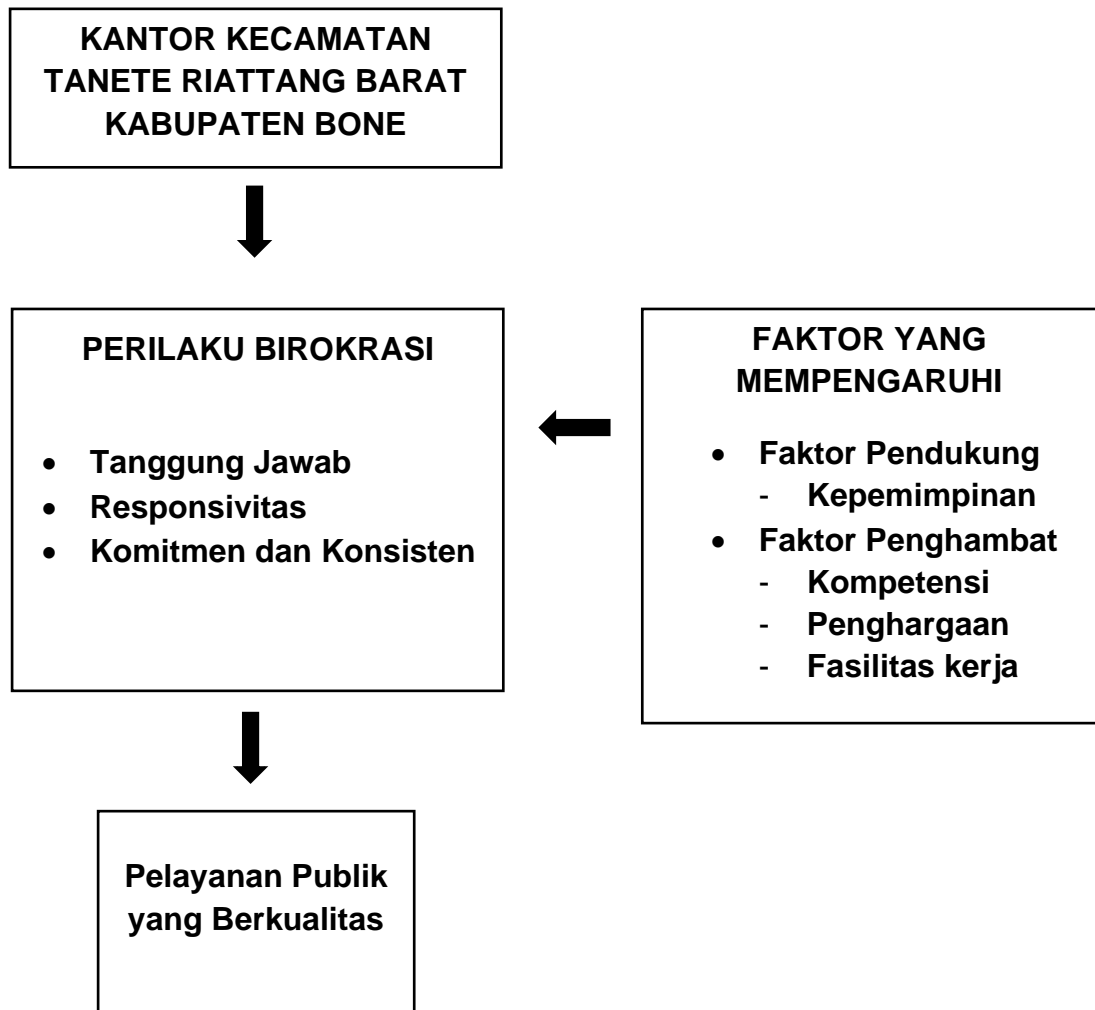 KANTOR KECAMATAN
TANETE RIATTANG BARAT
KABUPATEN BONE
PERILAKU BIROKRASI
• Tanggung Jawab
• Responsivitas
• Komitmen dan Konsisten
FAKTOR YANG
MEMPENGARUHI
• Faktor Pendukung
- Kepemimpinan
• Faktor Penghambat
- Kompetensi
- Penghargaan
- Fasilitas kerja
Pelayanan Publik
yang Berkualitas